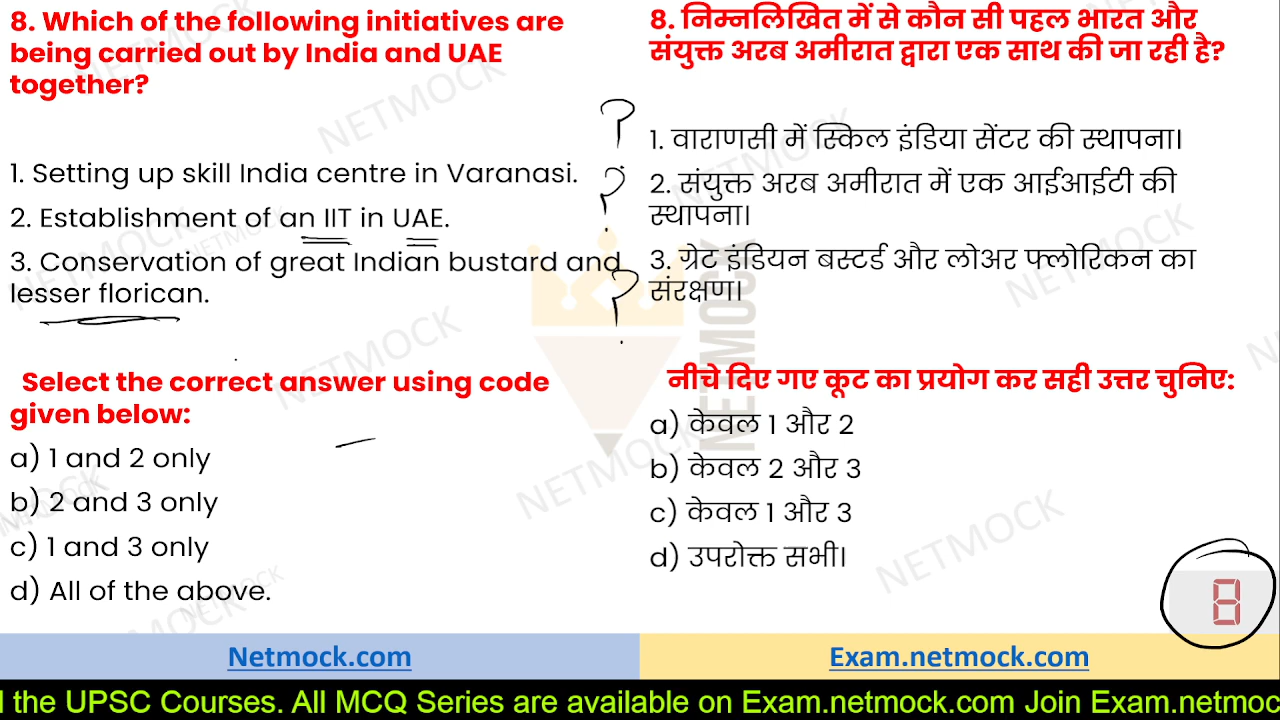 8. Which of the following initiatives are
being carried out by India and UAE
together?
1. Setting up skill India centre in Varanasi.
2. Establishment of an IIT in UAE.
3. Conservation of great Indian bustard and
lesser florican.
Select the correct answer using code
given below:
a) 1 and 2 only
b) 2 and 3 only
c) 1 and 3 only
d) All of the above.
8. निम्नलिखित में से कौन सी पहल भारत और
संयुक्त अरब अमीरात द्वारा एक साथ की जा रही है?
1. वाराणसी में स्किल इंडिया सेंटर की स्थापना।
2. संयुक्त अरब अमीरात में एक आईआईटी की
स्थापना।
3. ग्रेट इंडियन बस्टर्ड और लोअर फ्लोरिकन का
संरक्षण।
नीचे दिए गए कूट का प्रयोग कर सही उत्तर चुनिए:
a) केवल 1 और 2
b) केवल 2 और 3
c) केवल 1 और 3
d) उपरोक्त सभी।
?
?
?
8
NETMOCK
Netmock.com
Exam.netmock.com
the UPSC Courses. All MCQ Series are available on Exam.netmock.com Join